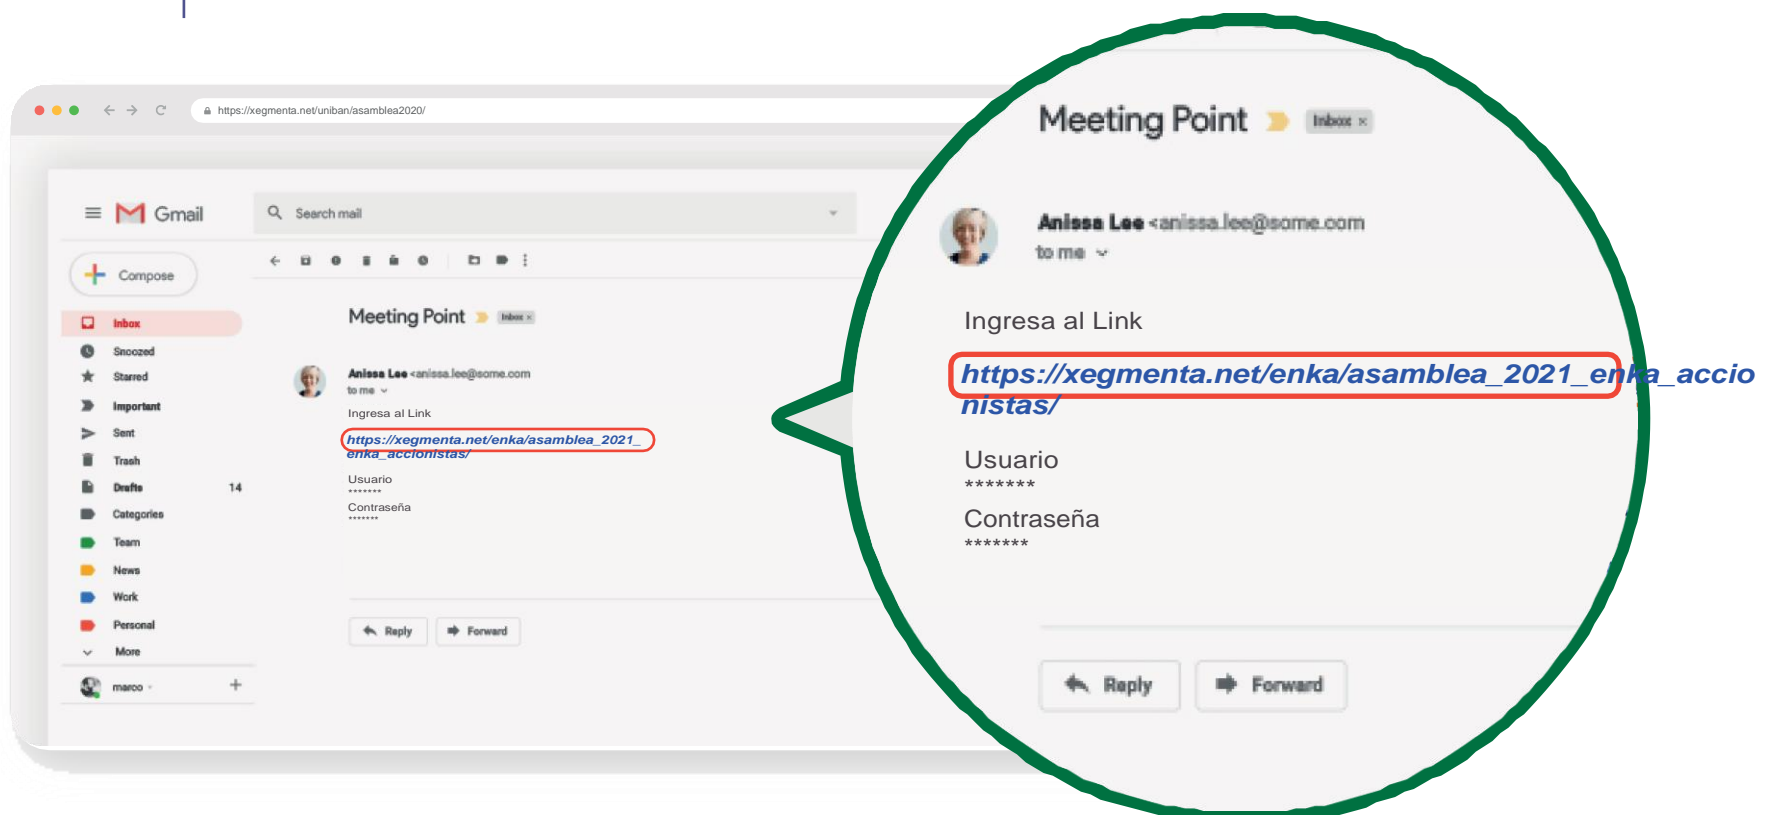 https://xegmenta.net/uniban/asamblea2020/
Gmail
Search mail
Compose
Inbox
Snoozed
Starred
Important
Sent
Trash
Drafts 14
Categories
Team
News
Work
Personal
More
marco
Meeting Point Inbox ×
Anissa Lee <anissa.lee@some.com
to me
Ingresa al Link
https://xegmenta.net/enka/asamblea_2021_
enka_accionistas/
Usuario
*******
Contraseña
*******
Reply Forward
Meeting Point Inbox ×
Anissa Lee <anissa.lee@some.com
to me
Ingresa al Link
https://xegmenta.net/enka/asamblea_2021_enka_accio
nistas/
Usuario
*******
Contraseña
*******
Reply Forward